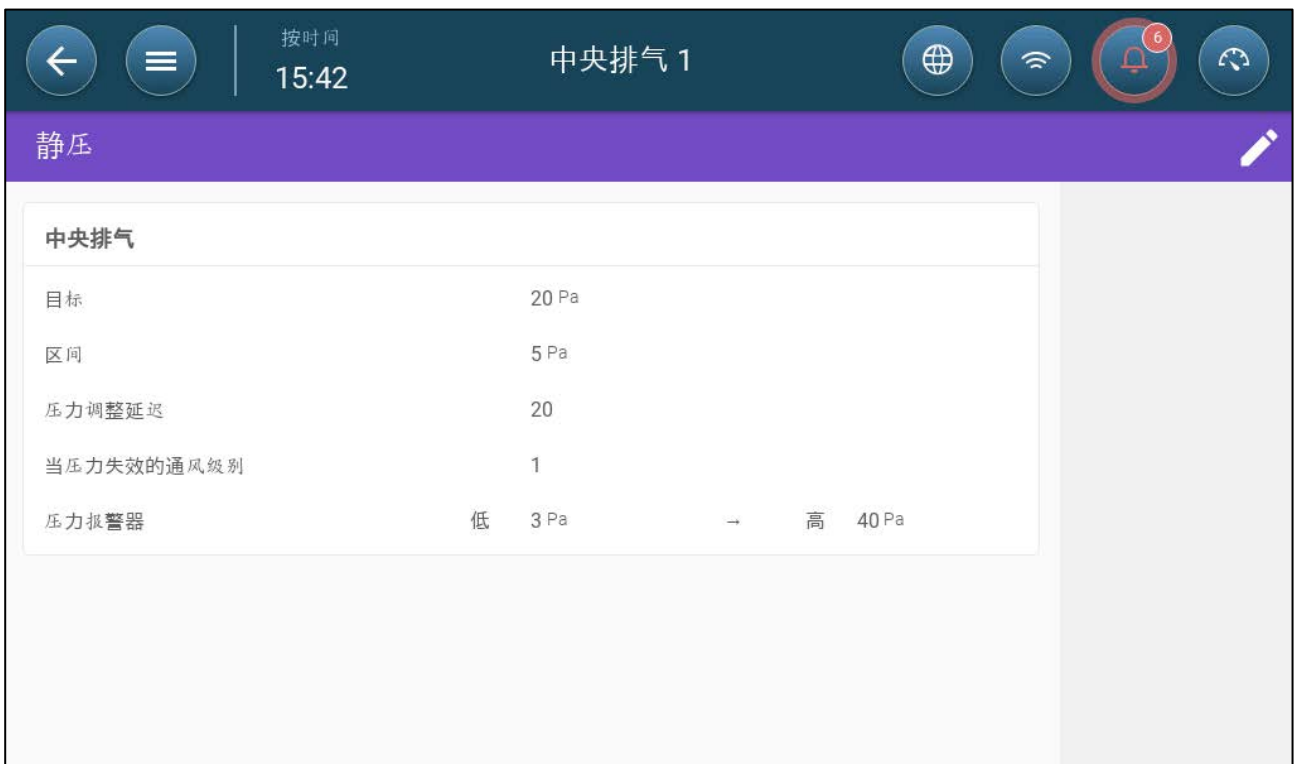 按时间
15:42
中央排气 1
6
静压
中央排气
目标 20 Pa
区间 5 Pa
压力调整延迟 20
当压力失效的通风级别 1
压力报警器 低 3 Pa → 高 40 Pa